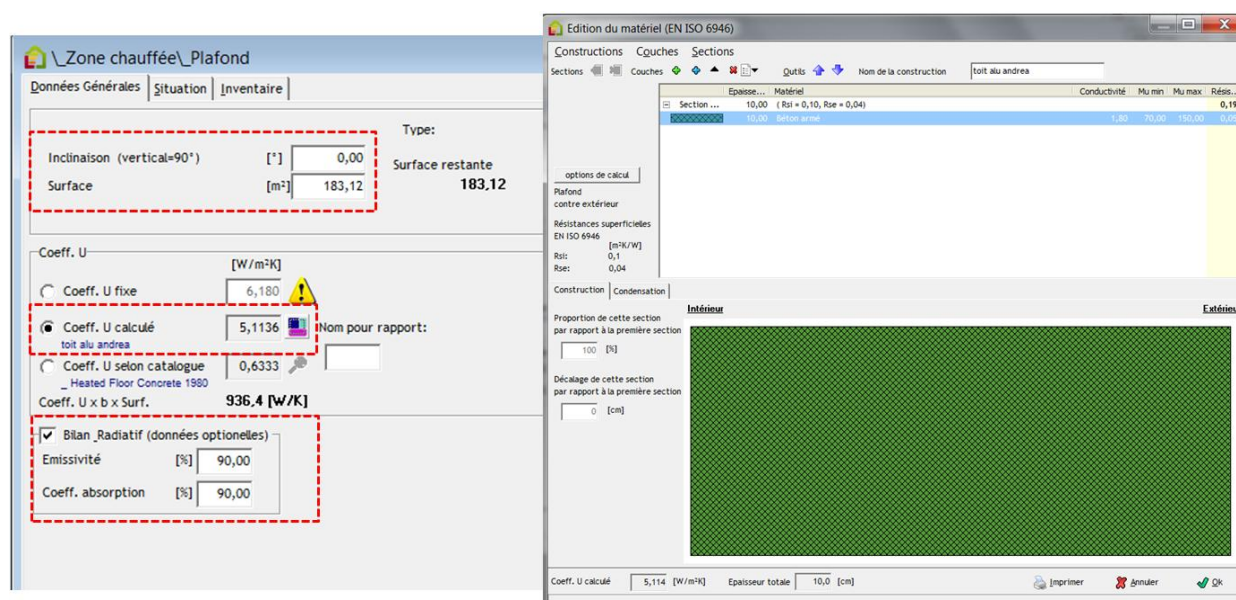 \_Zone chauffée\_Plafond
Données Générales Situation Inventaire
Type:
Inclinaison (vertical=90°) [°] 0,00
Surface restante
Surface [m²] 183,12 183,12
Coeff. U
[W/m²K]
Coeff. U fixe 6,180
Coeff. U calculé 5,1136 Nom pour rapport:
toit alu andrea
Coeff. U selon catalogue 0,6333
_ Heated Floor Concrete 1980
Coeff. U x b x Surf. 936,4 [W/K]
Bilan _Radiatif (données optionelles)
Emissivité [%] 90,00
Coeff. absorption [%] 90,00
Edition du matériel (EN ISO 6946)
Constructions Couches Sections
Sections Couches Outils Nom de la construction toit alu andrea
Epaisse... Matériel Conductivité Mu min Mu max Résis...
Section ... 10,00 ( Rsi = 0,10, Rse = 0,04) 0,19
10,00 Béton armé 1,80 70,00 150,00 0,05
options de calcul
Plafond
contre extérieur
Résistances superficielles
EN ISO 6946
[m²K/W]
Rsi: 0,1
Rse: 0,04
Construction Condensation
Intérieur Extérieur
Proportion de cette section
par rapport à la première section
100 [%]
Décalage de cette section
par rapport à la première section
0 [cm]
Coeff. U calculé 5,114 [W/m²K] Epaisseur totale 10,0 [cm] Imprimer Annuler Ok